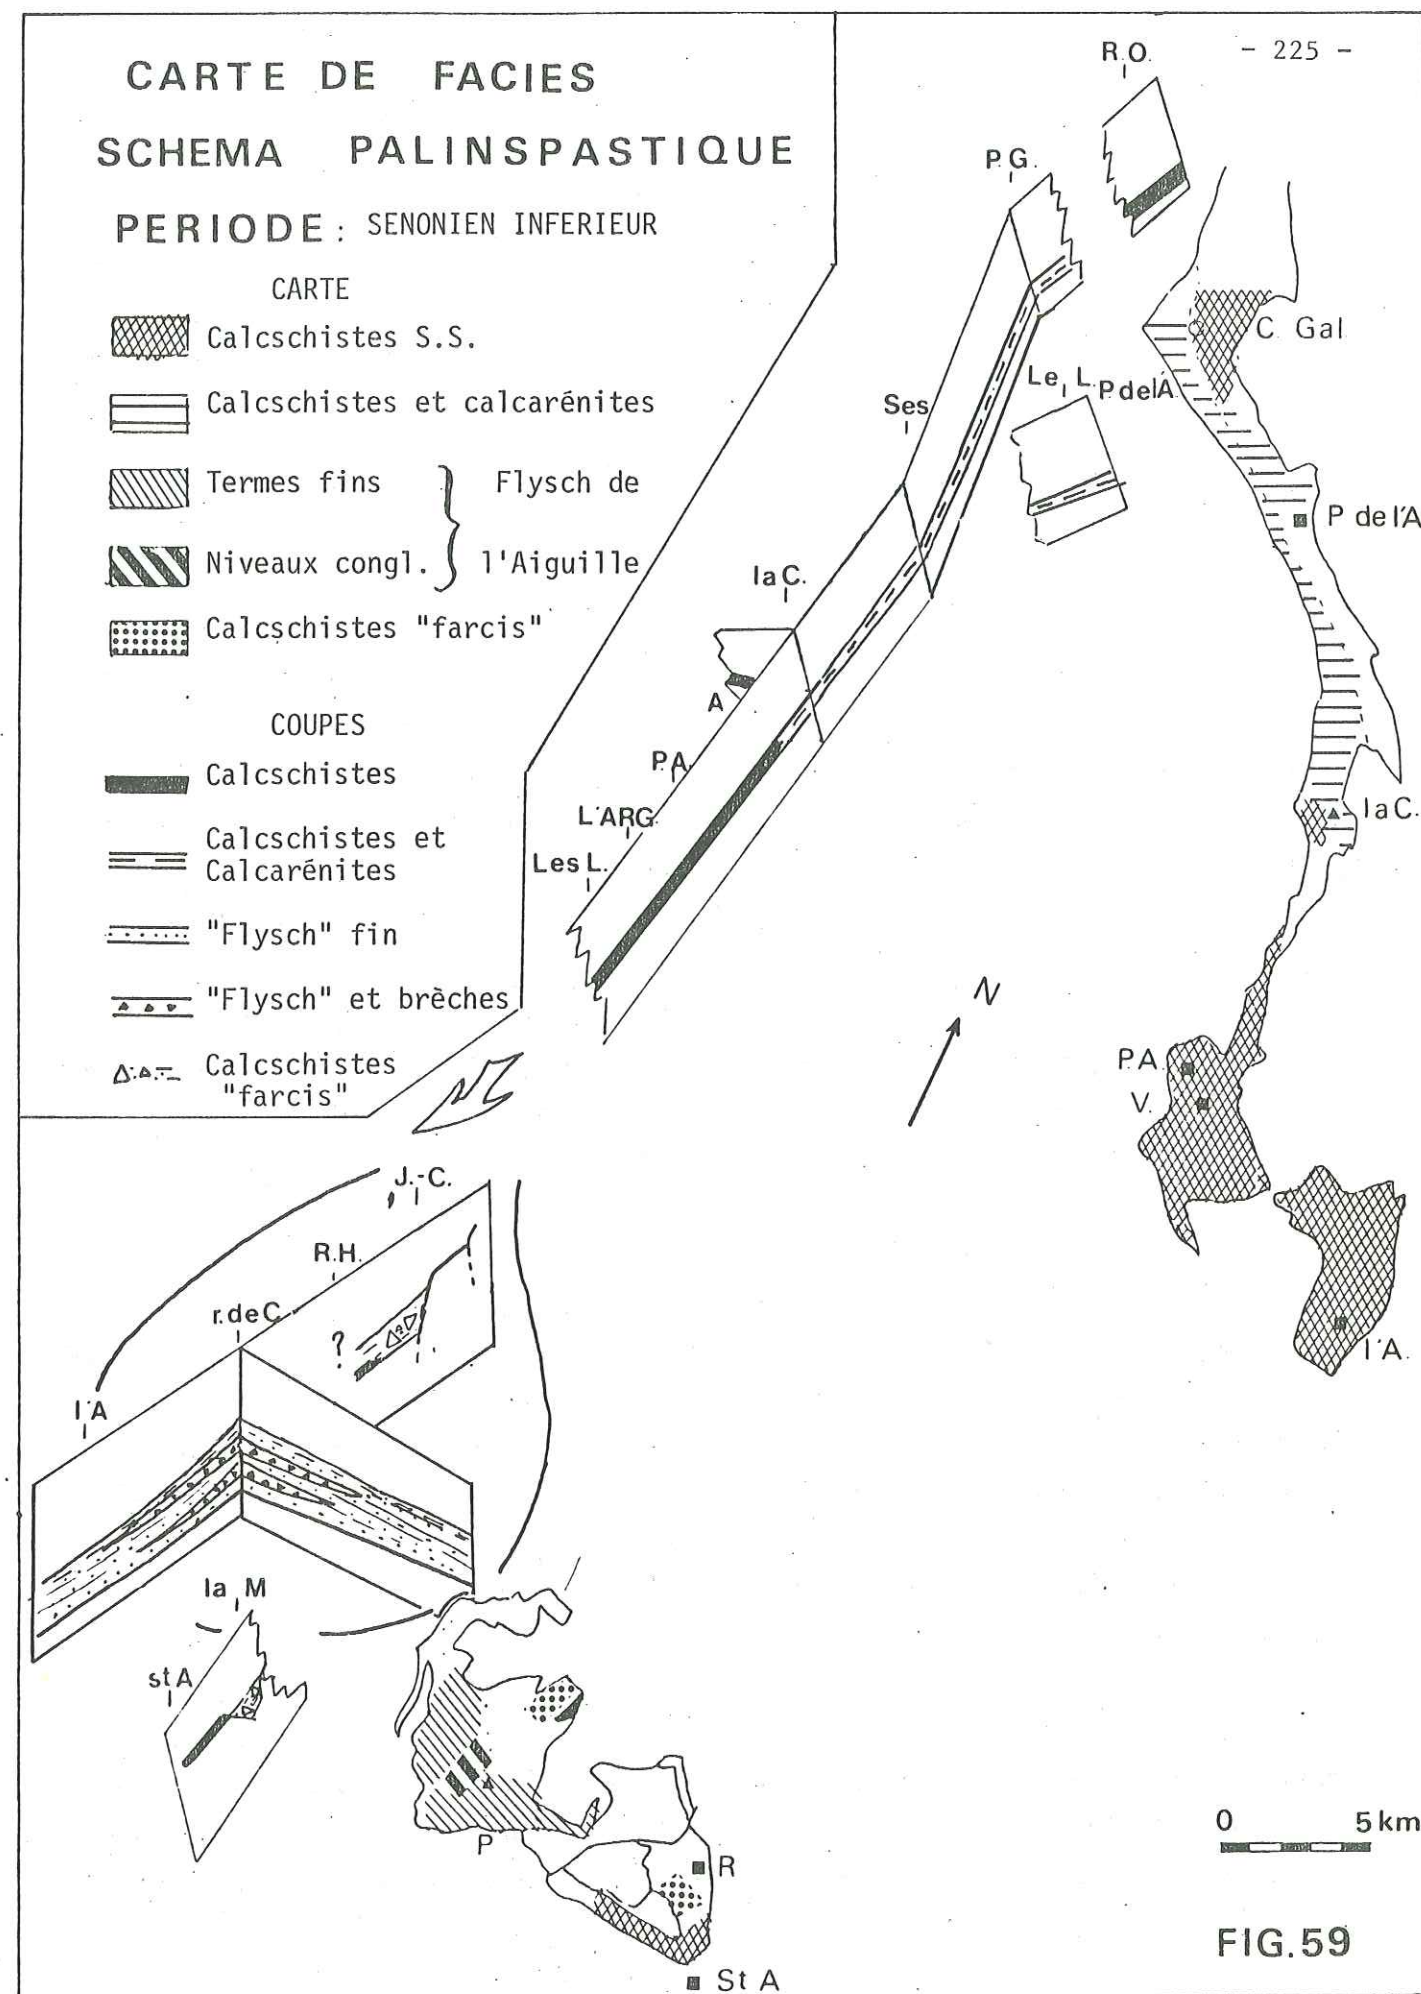 - 225 -
CARTE DE FACIES
SCHEMA PALINSPASTIQUE
PERIODE: SENONIEN INFERIEUR
CARTE
Calcschistes S.S.
Calcschistes et calcarénites
Termes fins
Flysch de
Niveaux congl.
l'Aiguille
Calcschistes "farcis"
COUPES
Calcschistes
Calcschistes et
Calcarénites
"Flysch" fin
"Flysch" et brèches
Calcschistes
"farcis"
R.O.
P.G.
C. Gal
Le L.
P de l'A
Ses
P de l'A
la C.
A
P.A.
L'ARG.
Les L.
la C.
N
P.A.
V.
l'A.
J.-C.
R.H.
?
r. de C.
l'A
la M
st A
P
R
St A
0 5 km
FIG.59